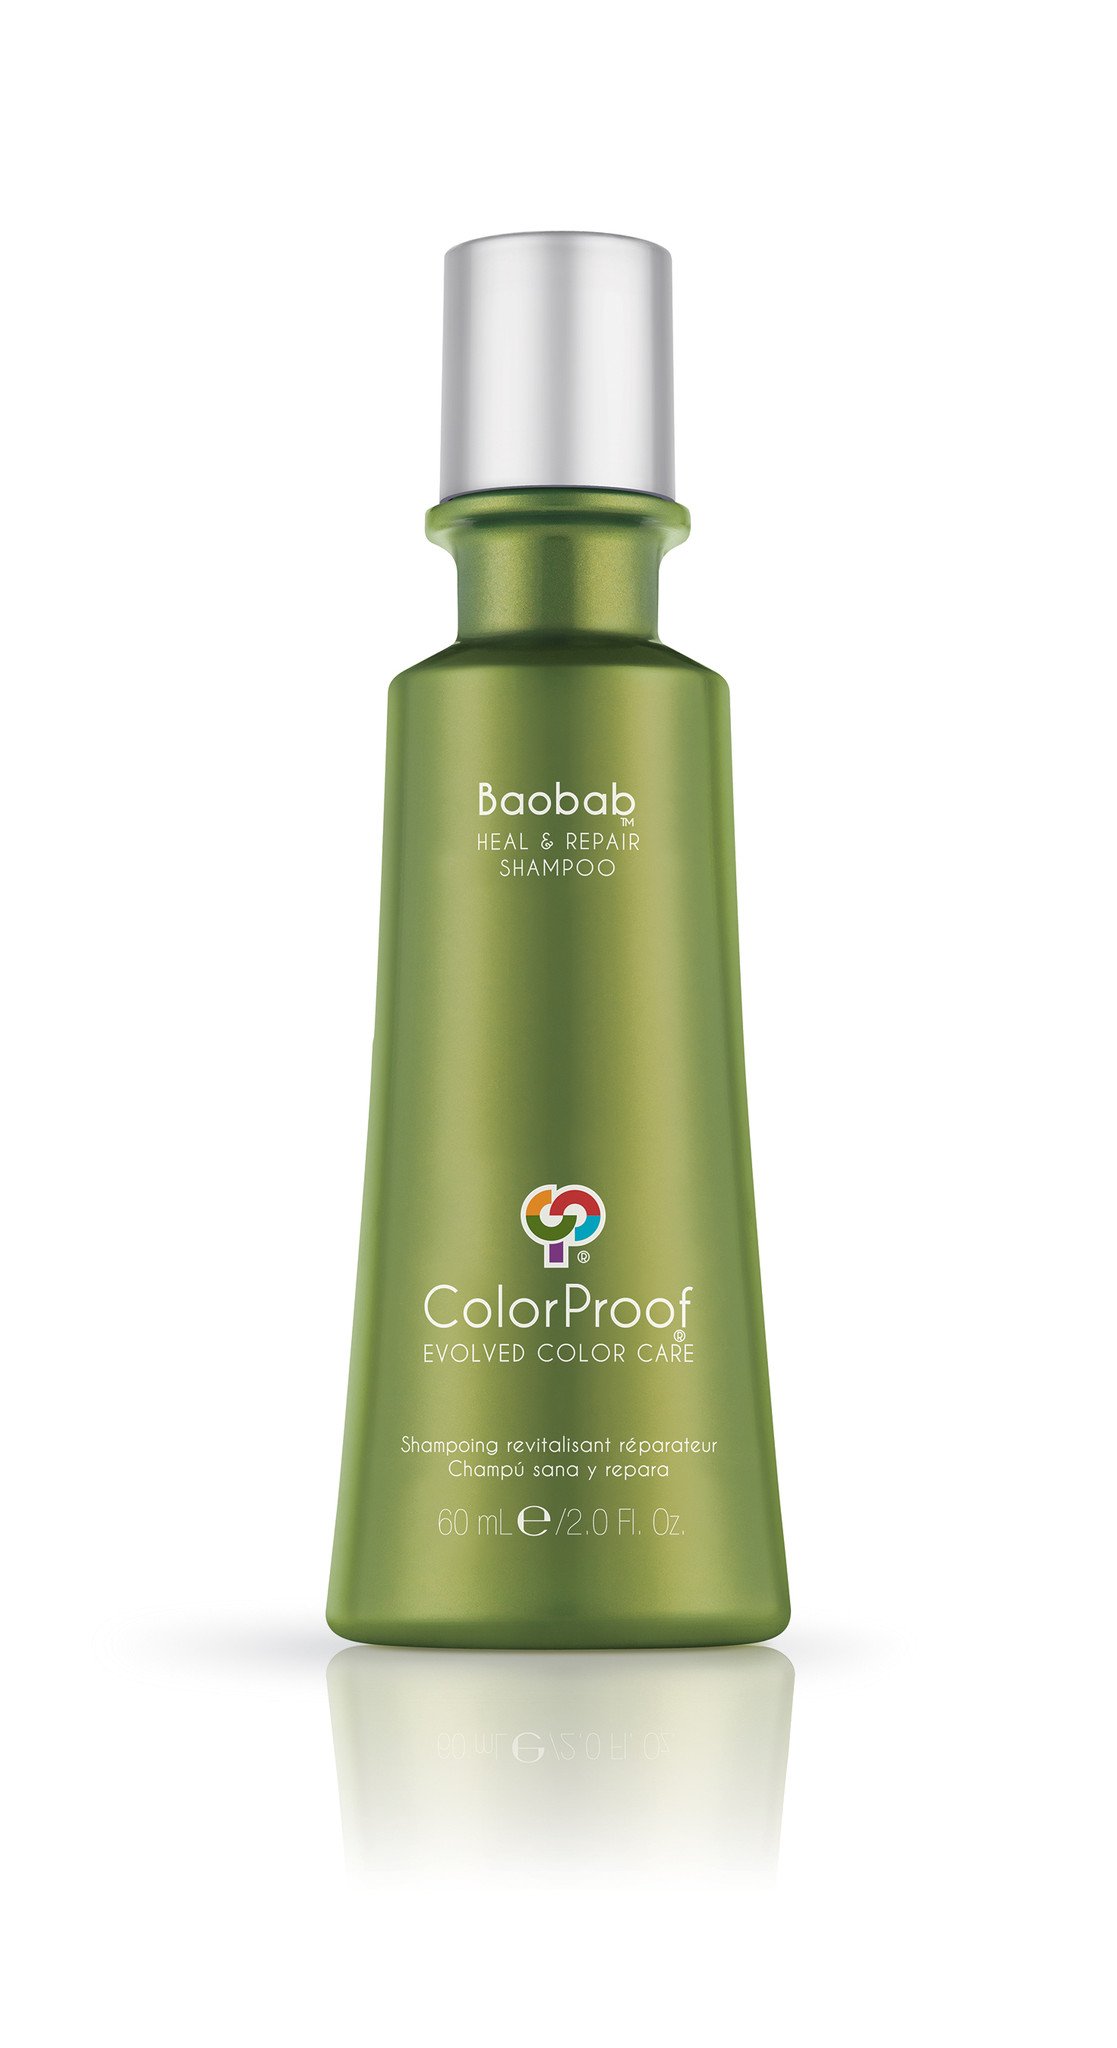 Baobab™
HEAL & REPAIR
SHAMPOO
®
ColorProof®
EVOLVED COLOR CARE
Shampoing revitalisant réparateur
Champú sana y repara
60 mL ℮/2.0 Fl. Oz.